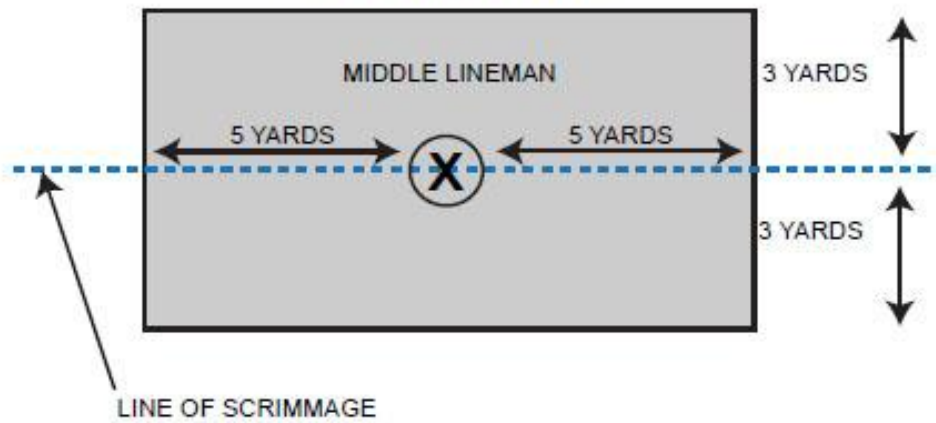 MIDDLE LINEMAN
3 YARDS
5 YARDS
5 YARDS
X
3 YARDS
LINE OF SCRIMMAGE